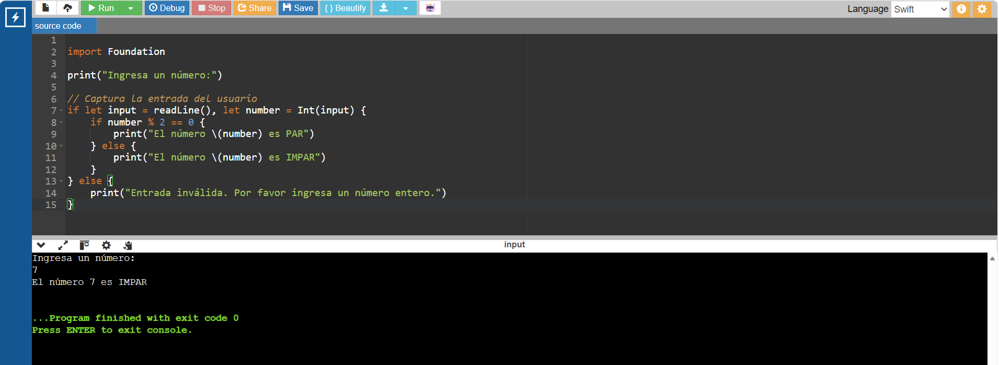 Run Debug Stop Share Save { } Beautify Language Swift
source code
1
2 import Foundation
3
4 print("Ingresa un número:")
5
6 // Captura la entrada del usuario
7 if let input = readLine(), let number = Int(input) {
8     if number % 2 == 0 {
9         print("El número \(number) es PAR")
10     } else {
11         print("El número \(number) es IMPAR")
12     }
13 } else {
14     print("Entrada inválida. Por favor ingresa un número entero.")
15 }
input
Ingresa un número:
7
El número 7 es IMPAR
...Program finished with exit code 0
Press ENTER to exit console.